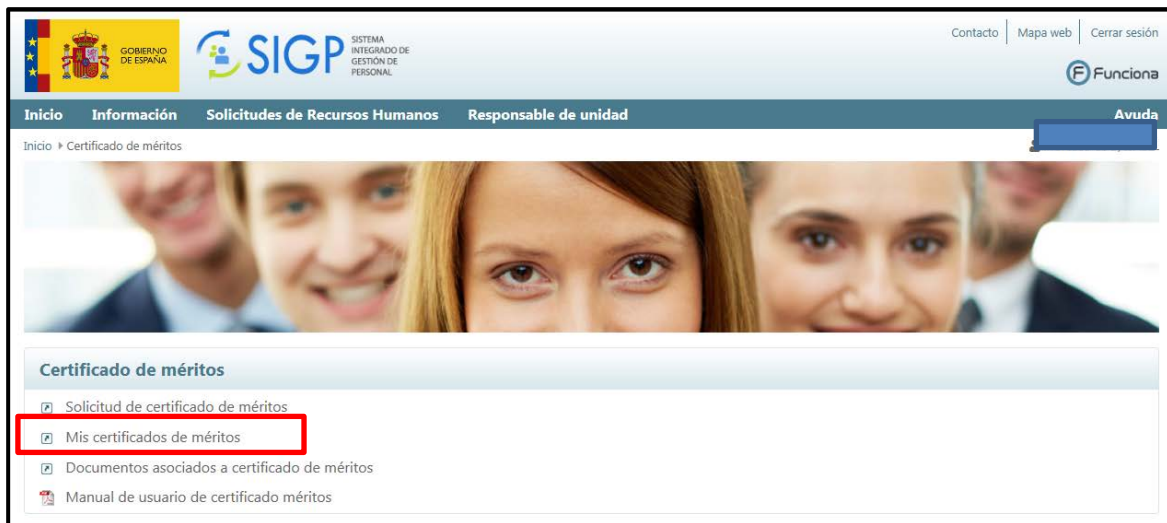 GOBIERNO
DE ESPAÑA
SIGP
SISTEMA
INTEGRADO DE
GESTIÓN DE
PERSONAL
Contacto
Mapa web
Cerrar sesión
Funciona
Inicio
Información
Solicitudes de Recursos Humanos
Responsable de unidad
Ayuda
Inicio Certificado de méritos
Certificado de méritos
Solicitud de certificado de méritos
Mis certificados de méritos
Documentos asociados a certificado de méritos
Manual de usuario de certificado méritos